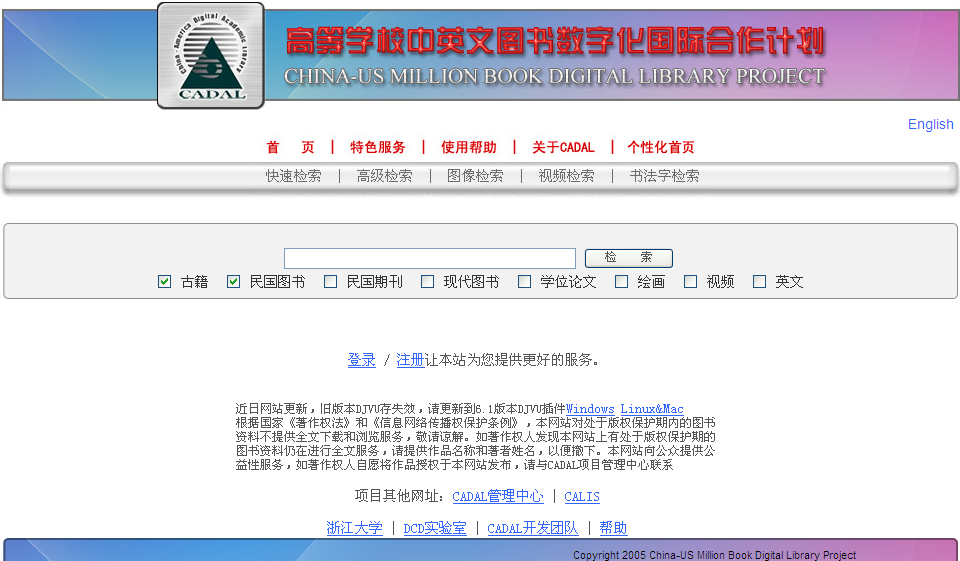 China-America Digital Academic Library
CADAL
高等学校中英文图书数字化国际合作计划
CHINA-US MILLION BOOK DIGITAL LIBRARY PROJECT
English
首 页 | 特色服务 | 使用帮助 | 关于CADAL | 个性化首页
快速检索 | 高级检索 | 图像检索 | 视频检索 | 书法字检索
检 索
古籍 民国图书 民国期刊 现代图书 学位论文 绘画 视频 英文
登录 / 注册让本站为您提供更好的服务。
近日网站更新，旧版本DJVU存失效，请更新到6.1版本DJVU插件Windows Linux&Mac
根据国家《著作权法》和《信息网络传播权保护条例》，本网站对处于版权保护期内的图书
资料不提供全文下载和浏览服务，敬请谅解。如著作权人发现本网站上有处于版权保护期的
图书资料仍在进行全文服务，请提供作品名称和著者姓名，以便撤下。本网站向公众提供公
益性服务，如著作权人自愿将作品授权于本网站发布，请与CADAL项目管理中心联系
项目其他网址: CADAL管理中心 | CALIS
浙江大学 | DCD实验室 | CADAL开发团队 | 帮助
Copyright 2005 China-US Million Book Digital Library Project